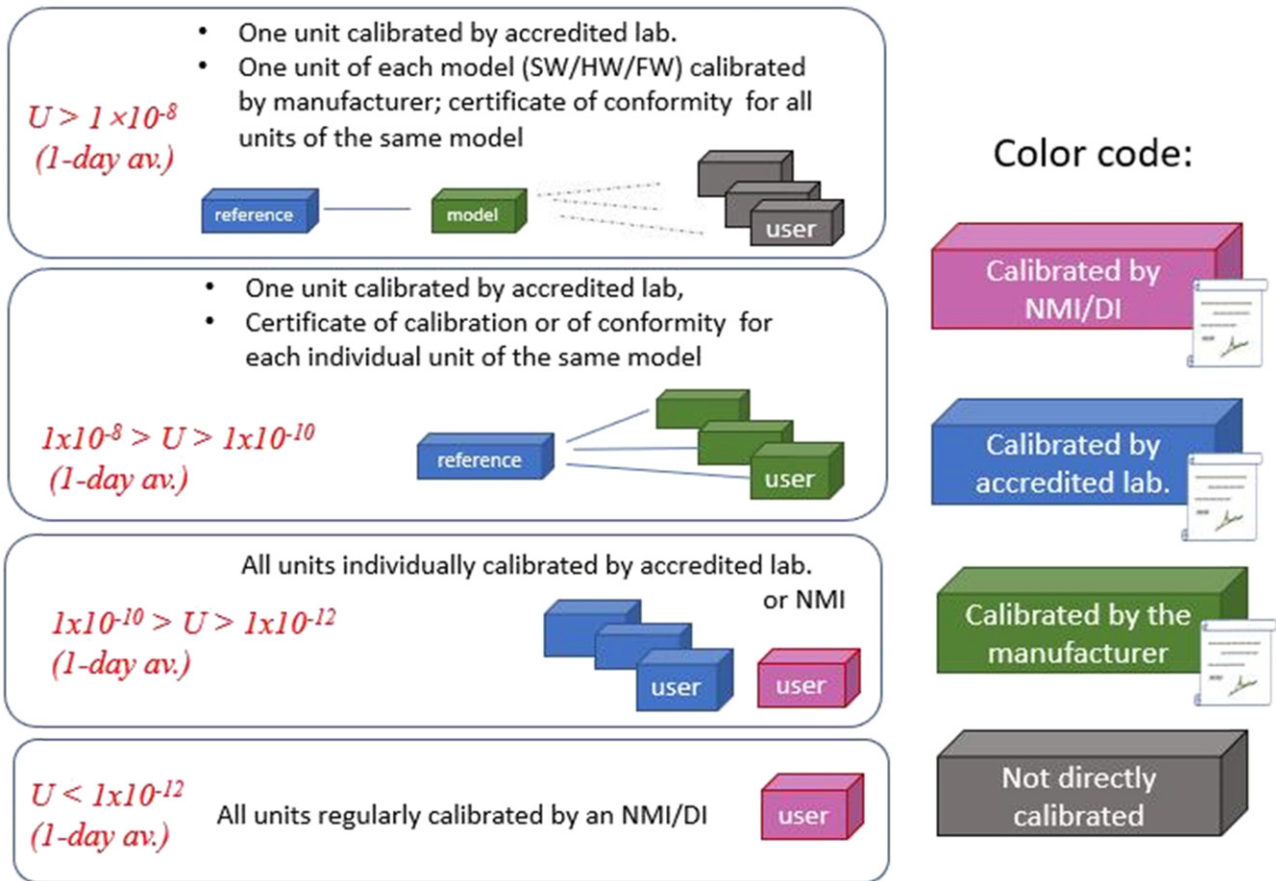 • One unit calibrated by accredited lab.
• One unit of each model (SW/HW/FW) calibrated
by manufacturer; certificate of conformity for all
units of the same model
U > 1 ×10⁻⁸
(1-day av.)
reference
model
user
• One unit calibrated by accredited lab,
• Certificate of calibration or of conformity for
each individual unit of the same model
1x10⁻⁸ > U > 1x10⁻¹⁰
(1-day av.)
reference
user
All units individually calibrated by accredited lab.
or NMI
1x10⁻¹⁰ > U > 1x10⁻¹²
(1-day av.)
user
user
U < 1x10⁻¹²
(1-day av.)
All units regularly calibrated by an NMI/DI
user
Color code:
Calibrated by
NMI/DI
Calibrated by
accredited lab.
Calibrated by the
manufacturer
Not directly
calibrated